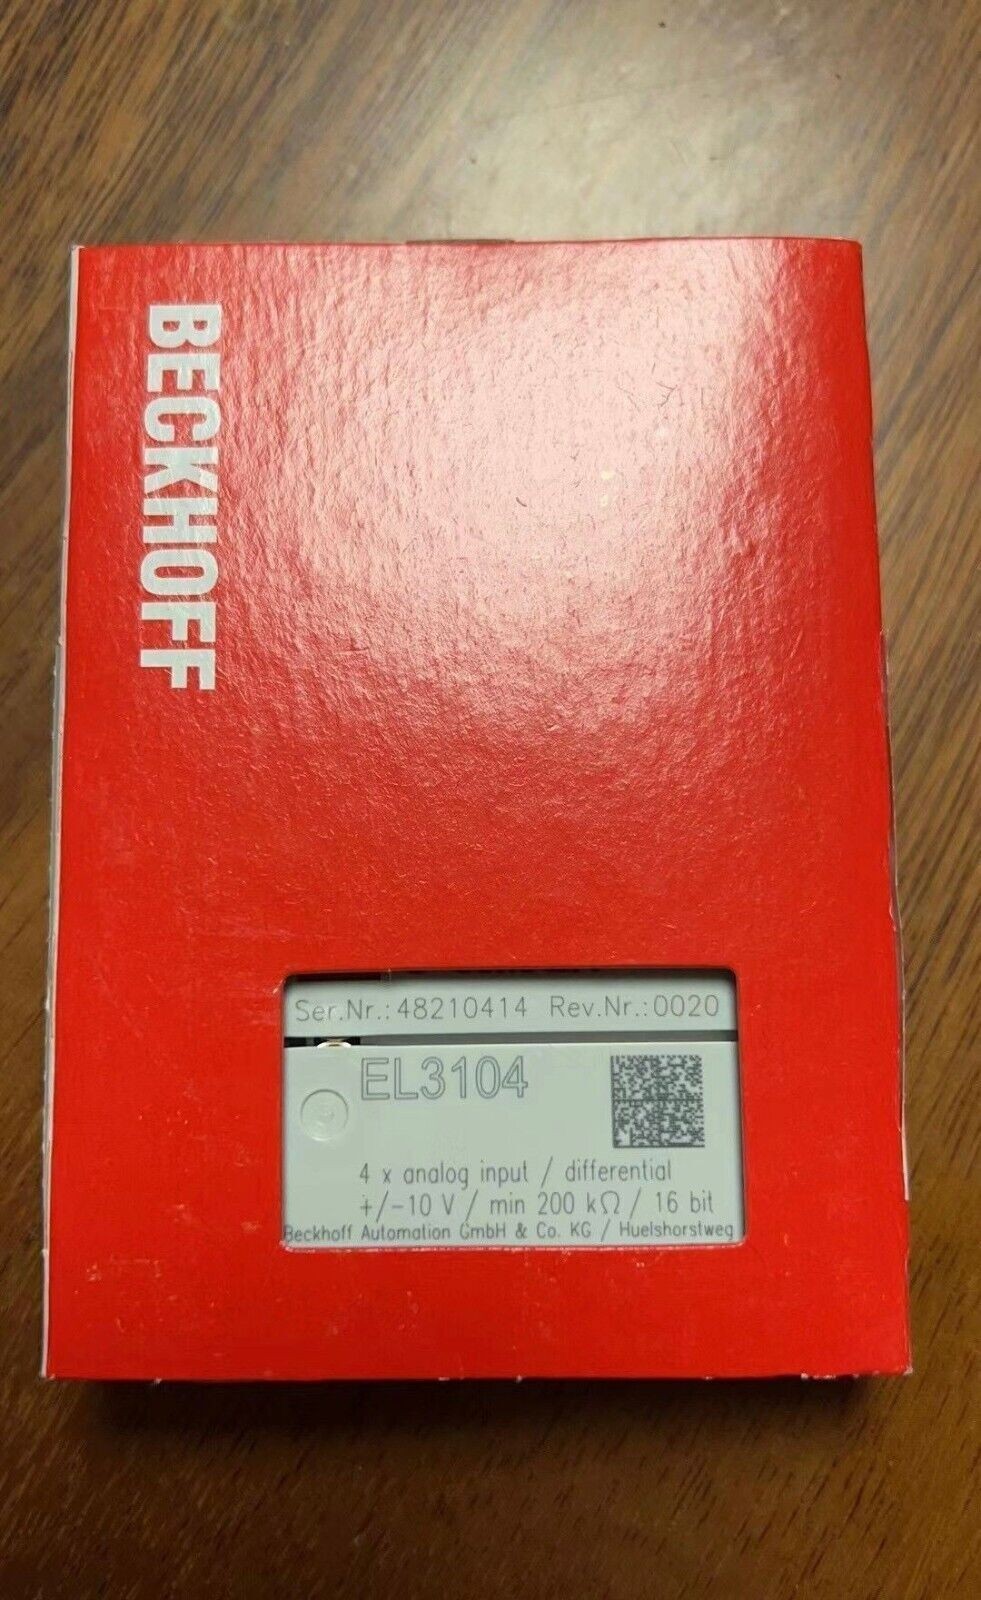 BECKHOFF
Ser.Nr.: 48210414 Rev.Nr.:0020
EL3104
4 x analog input / differential
+/-10 V / min 200 kΩ / 16 bit
Beckhoff Automation GmbH & Co. KG / Huelshorstweg